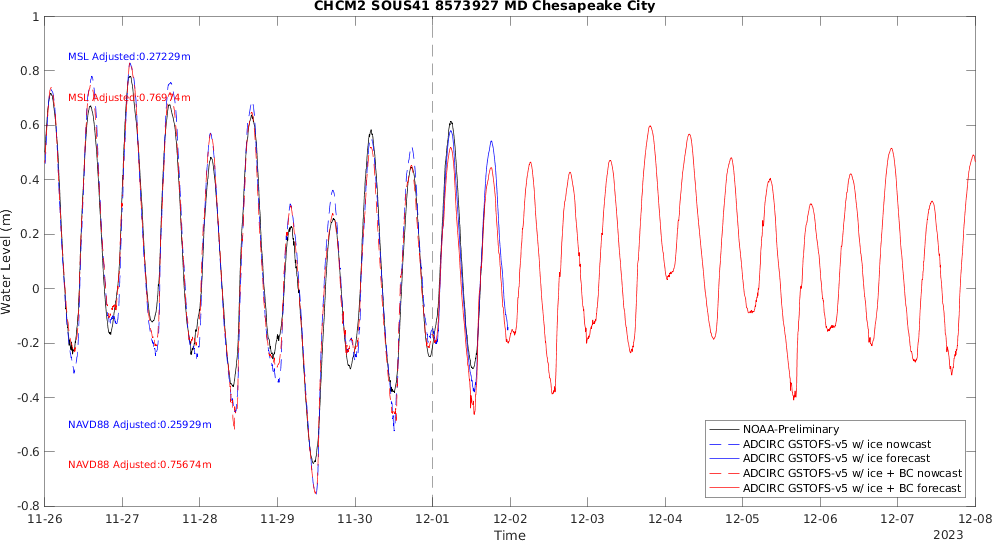 CHCM2 SOUS41 8573927 MD Chesapeake City
1
0.8
0.6
0.4
0.2
0
-0.2
-0.4
-0.6
-0.8
Water Level (m)
MSL Adjusted:0.27229m
MSL Adjusted:0.76974m
NAVD88 Adjusted:0.25929m
NAVD88 Adjusted:0.75674m
NOAA-Preliminary
ADCIRC GSTOFS-v5 w/ ice nowcast
ADCIRC GSTOFS-v5 w/ ice forecast
ADCIRC GSTOFS-v5 w/ ice + BC nowcast
ADCIRC GSTOFS-v5 w/ ice + BC forecast
11-26 11-27 11-28 11-29 11-30 12-01 12-02 12-03 12-04 12-05 12-06 12-07 12-08
Time
2023